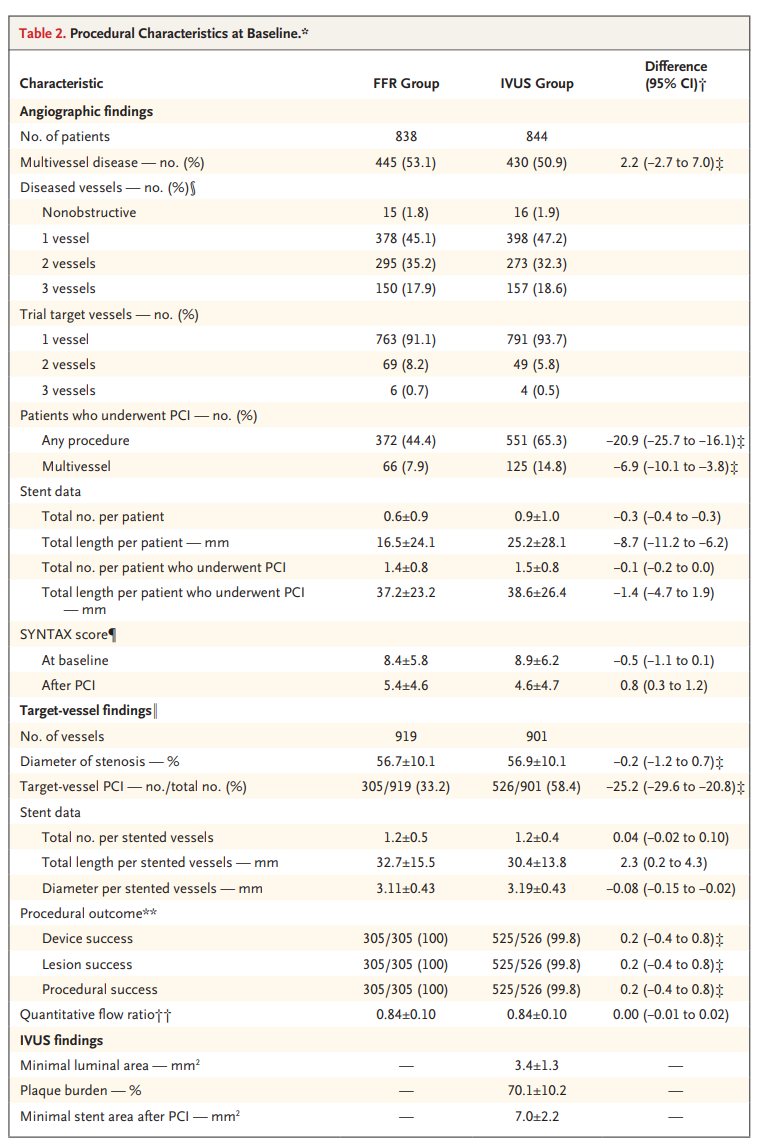 Table 2. Procedural Characteristics at Baseline.*
Characteristic FFR Group IVUS Group Difference (95% CI)†
Angiographic findings
No. of patients 838 844
Multivessel disease — no. (%) 445 (53.1) 430 (50.9) 2.2 (–2.7 to 7.0)‡
Diseased vessels — no. (%)§
Nonobstructive 15 (1.8) 16 (1.9)
1 vessel 378 (45.1) 398 (47.2)
2 vessels 295 (35.2) 273 (32.3)
3 vessels 150 (17.9) 157 (18.6)
Trial target vessels — no. (%)
1 vessel 763 (91.1) 791 (93.7)
2 vessels 69 (8.2) 49 (5.8)
3 vessels 6 (0.7) 4 (0.5)
Patients who underwent PCI — no. (%)
Any procedure 372 (44.4) 551 (65.3) –20.9 (–25.7 to –16.1)‡
Multivessel 66 (7.9) 125 (14.8) –6.9 (–10.1 to –3.8)‡
Stent data
Total no. per patient 0.6±0.9 0.9±1.0 –0.3 (–0.4 to –0.3)
Total length per patient — mm 16.5±24.1 25.2±28.1 –8.7 (–11.2 to –6.2)
Total no. per patient who underwent PCI 1.4±0.8 1.5±0.8 –0.1 (–0.2 to 0.0)
Total length per patient who underwent PCI 37.2±23.2 38.6±26.4 –1.4 (–4.7 to 1.9)
— mm
SYNTAX score¶
At baseline 8.4±5.8 8.9±6.2 –0.5 (–1.1 to 0.1)
After PCI 5.4±4.6 4.6±4.7 0.8 (0.3 to 1.2)
Target-vessel findings‖
No. of vessels 919 901
Diameter of stenosis — % 56.7±10.1 56.9±10.1 –0.2 (–1.2 to 0.7)‡
Target-vessel PCI — no./total no. (%) 305/919 (33.2) 526/901 (58.4) –25.2 (–29.6 to –20.8)‡
Stent data
Total no. per stented vessels 1.2±0.5 1.2±0.4 0.04 (–0.02 to 0.10)
Total length per stented vessels — mm 32.7±15.5 30.4±13.8 2.3 (0.2 to 4.3)
Diameter per stented vessels — mm 3.11±0.43 3.19±0.43 –0.08 (–0.15 to –0.02)
Procedural outcome**
Device success 305/305 (100) 525/526 (99.8) 0.2 (–0.4 to 0.8)‡
Lesion success 305/305 (100) 525/526 (99.8) 0.2 (–0.4 to 0.8)‡
Procedural success 305/305 (100) 525/526 (99.8) 0.2 (–0.4 to 0.8)‡
Quantitative flow ratio†† 0.84±0.10 0.84±0.10 0.00 (–0.01 to 0.02)
IVUS findings
Minimal luminal area — mm² — 3.4±1.3 —
Plaque burden — % — 70.1±10.2 —
Minimal stent area after PCI — mm² — 7.0±2.2 —